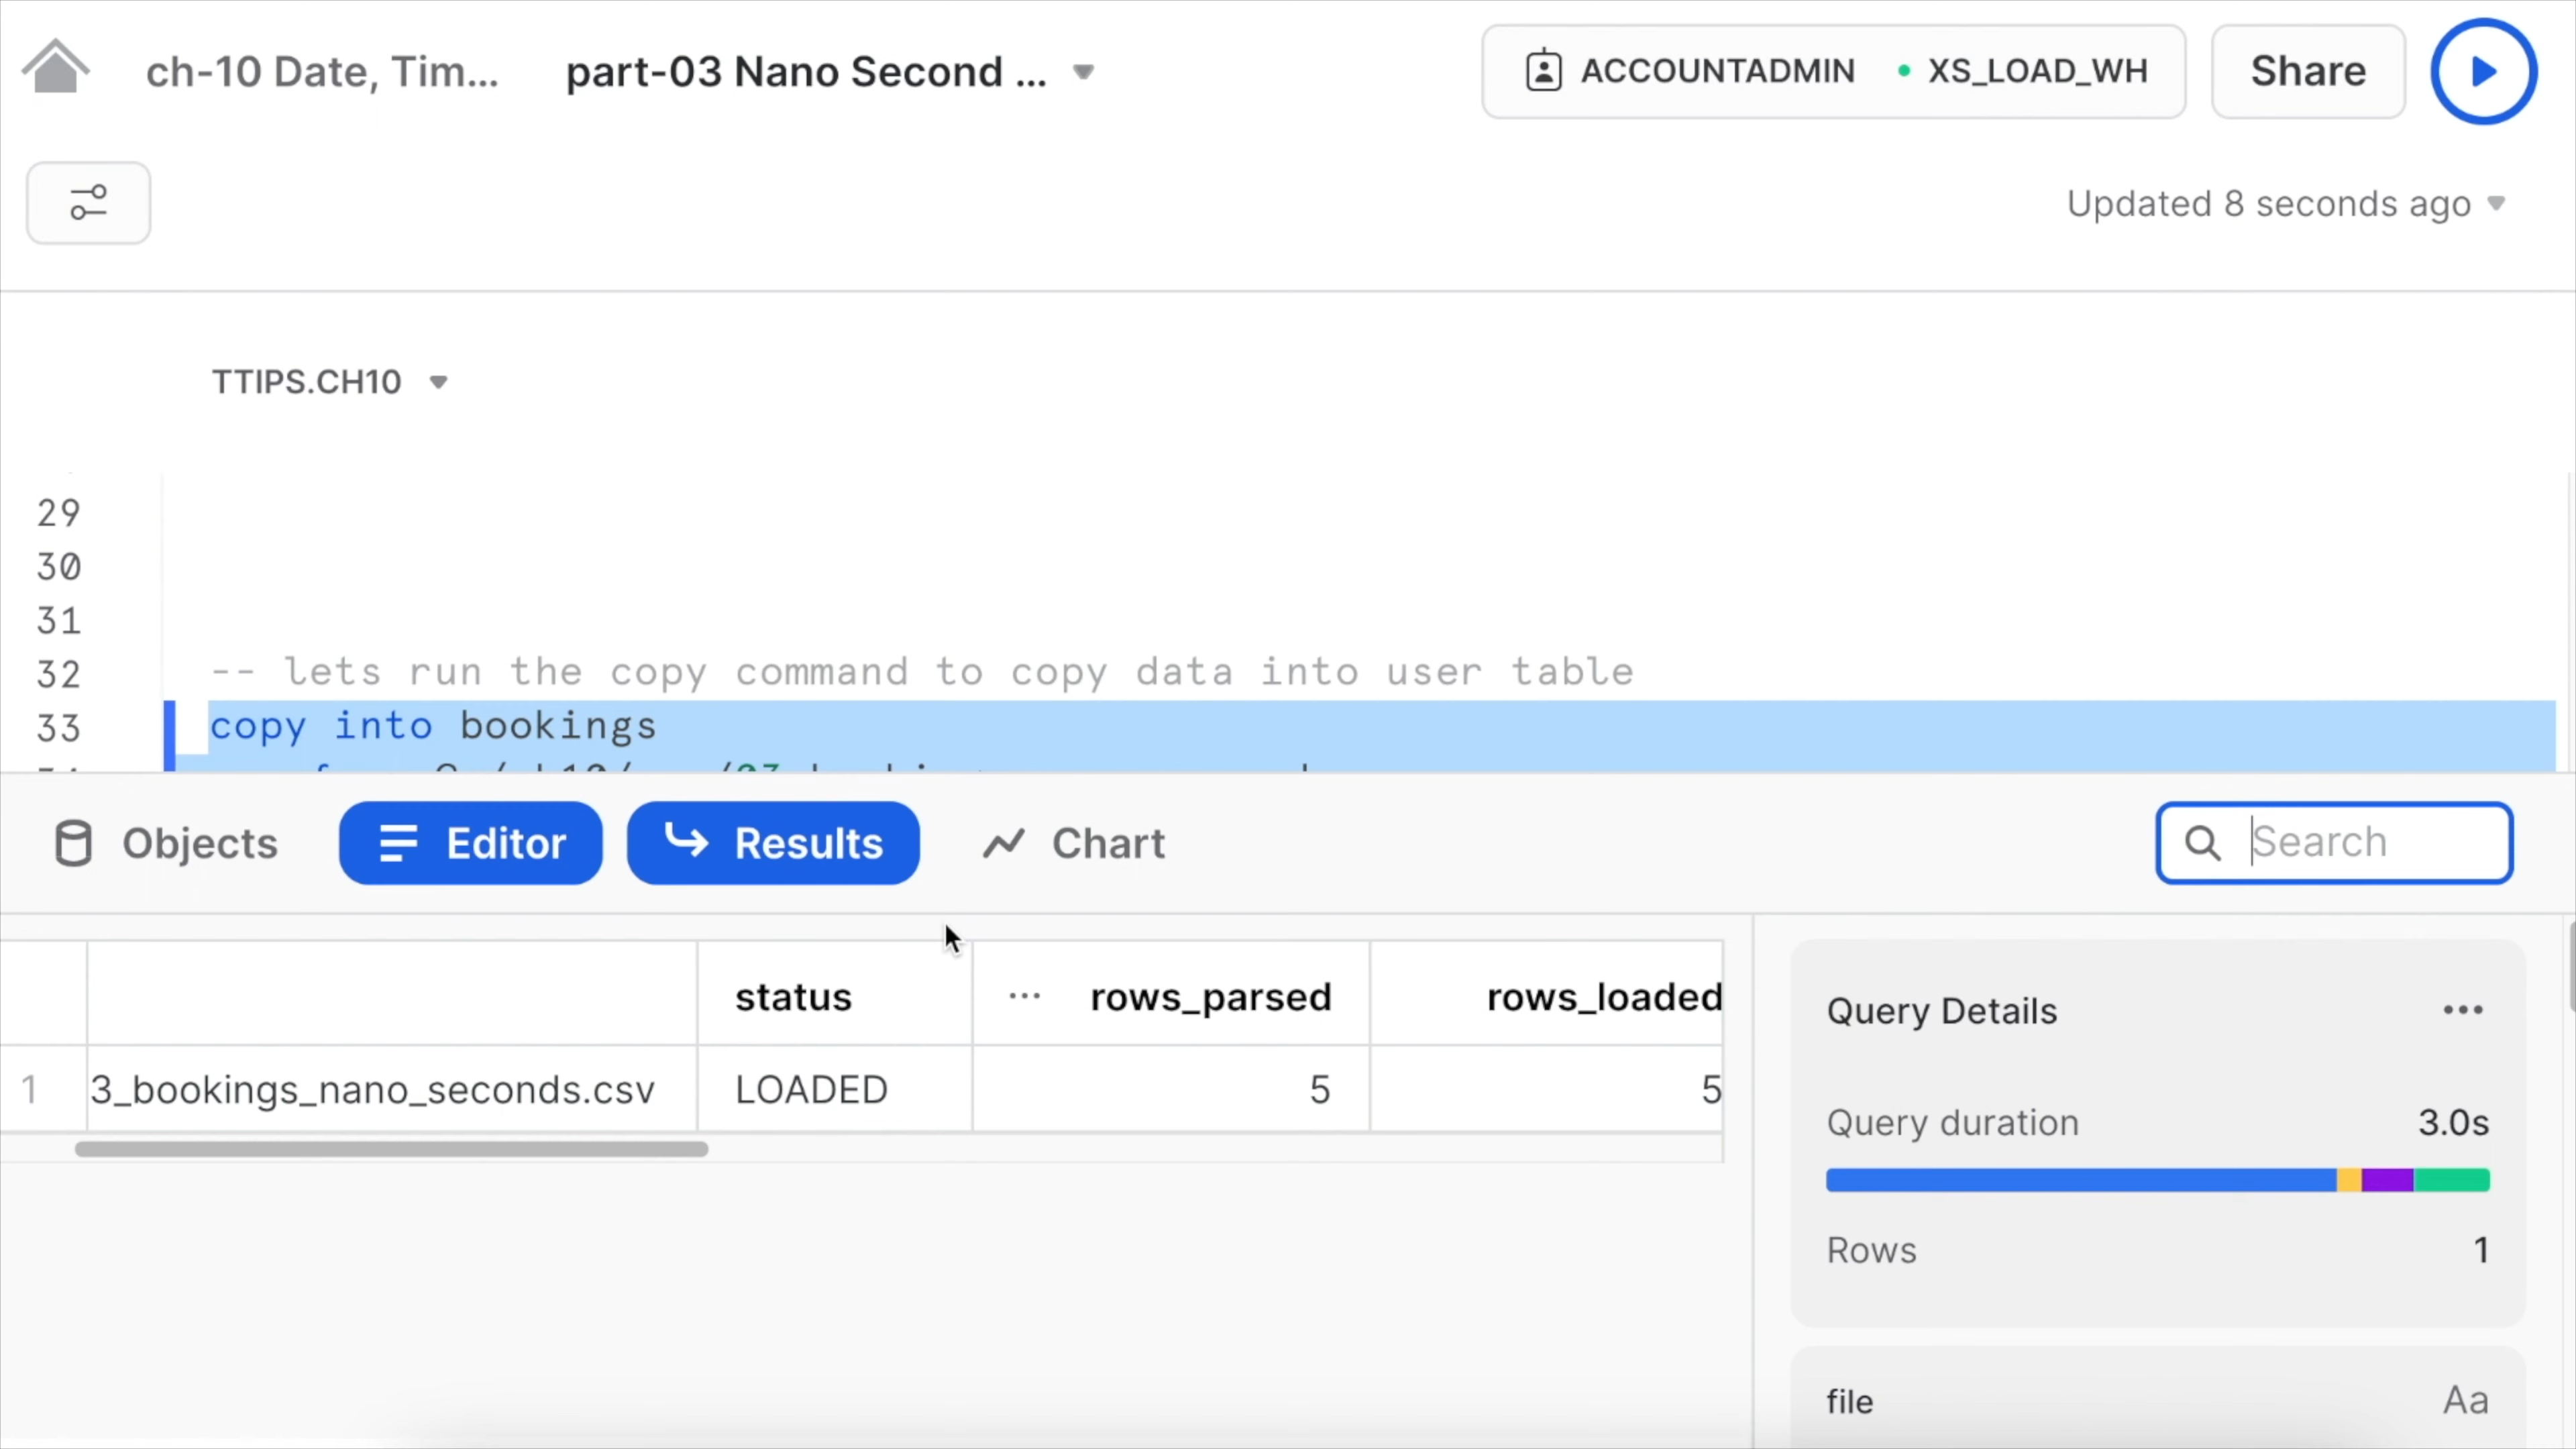 ch-10 Date, Tim... part-03 Nano Second ... ACCOUNTADMIN XS_LOAD_WH Share
Updated 8 seconds ago
TTIPS.CH10
29
30
31
32 -- lets run the copy command to copy data into user table
33 copy into bookings
Objects Editor Results Chart Search
status ... rows_parsed rows_loaded
1 3_bookings_nano_seconds.csv LOADED 5 5
Query Details ...
Query duration 3.0s
Rows 1
file Aa